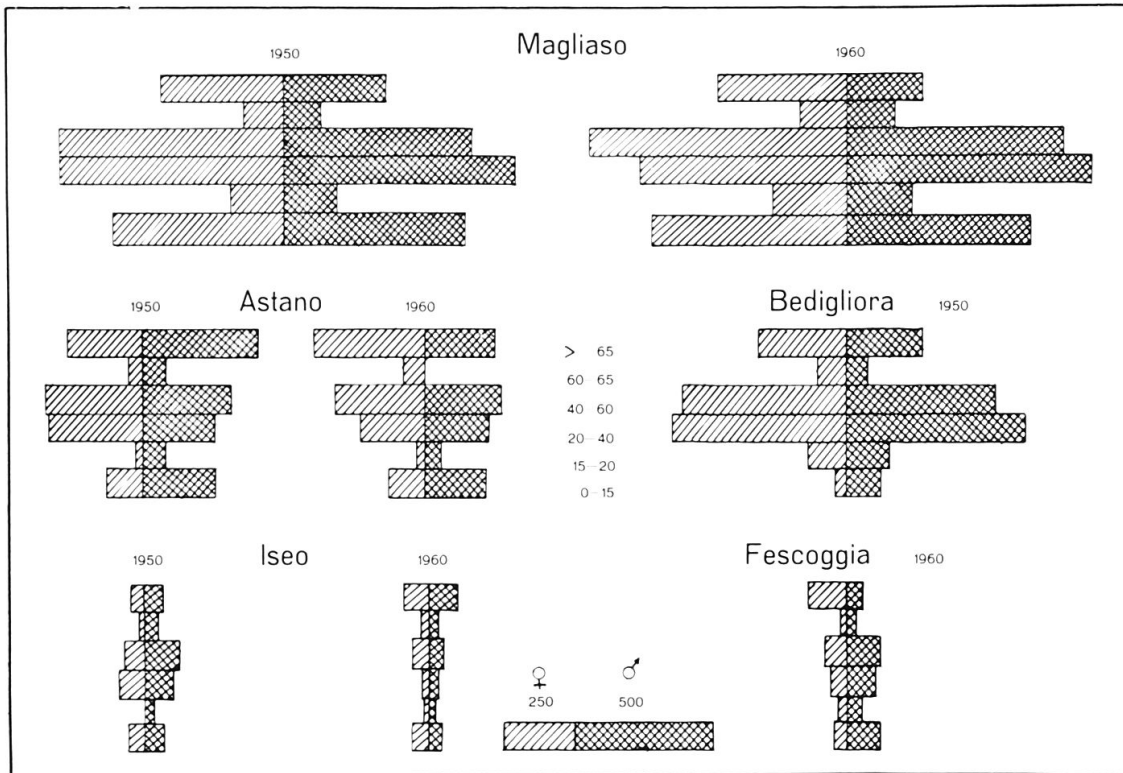 Magliaso
1950 1960
Astano Bedigliora
1950 1960 1950
> 65
60 – 65
40 – 60
20 – 40
15 – 20
0 – 15
Iseo Fescoggia
1950 1960 1960
♀ ♂
250 500